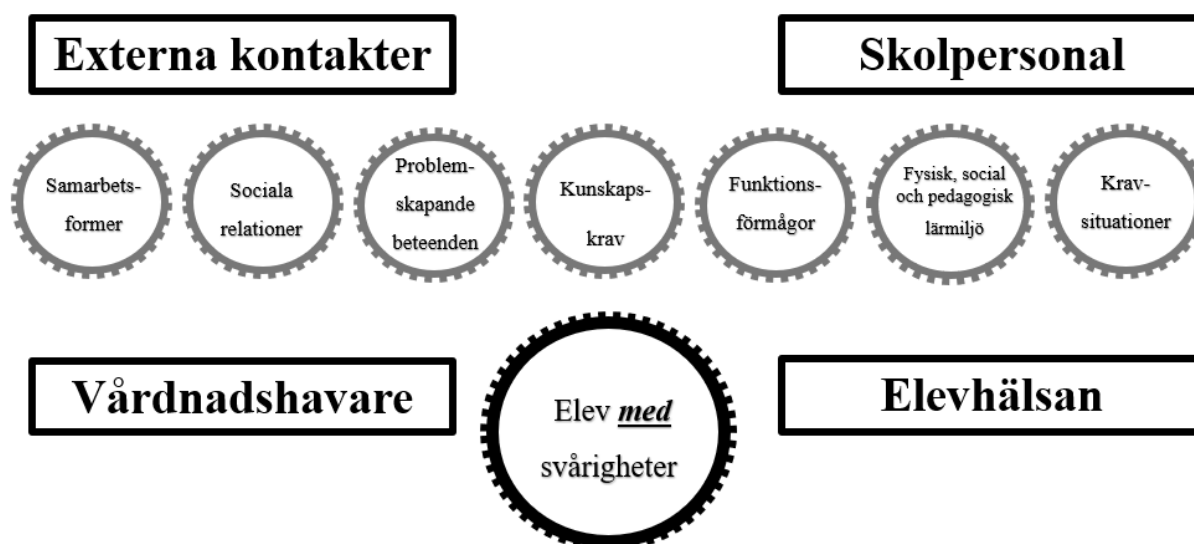 Externa kontakter
Skolpersonal
Samarbets-
former
Sociala
relationer
Problem-
skapande
beteenden
Kunskaps-
krav
Funktions-
förmågor
Fysisk, social
och pedagogisk
lärmiljö
Krav-
situationer
Vårdnadshavare
Elev med
svårigheter
Elevhälsan